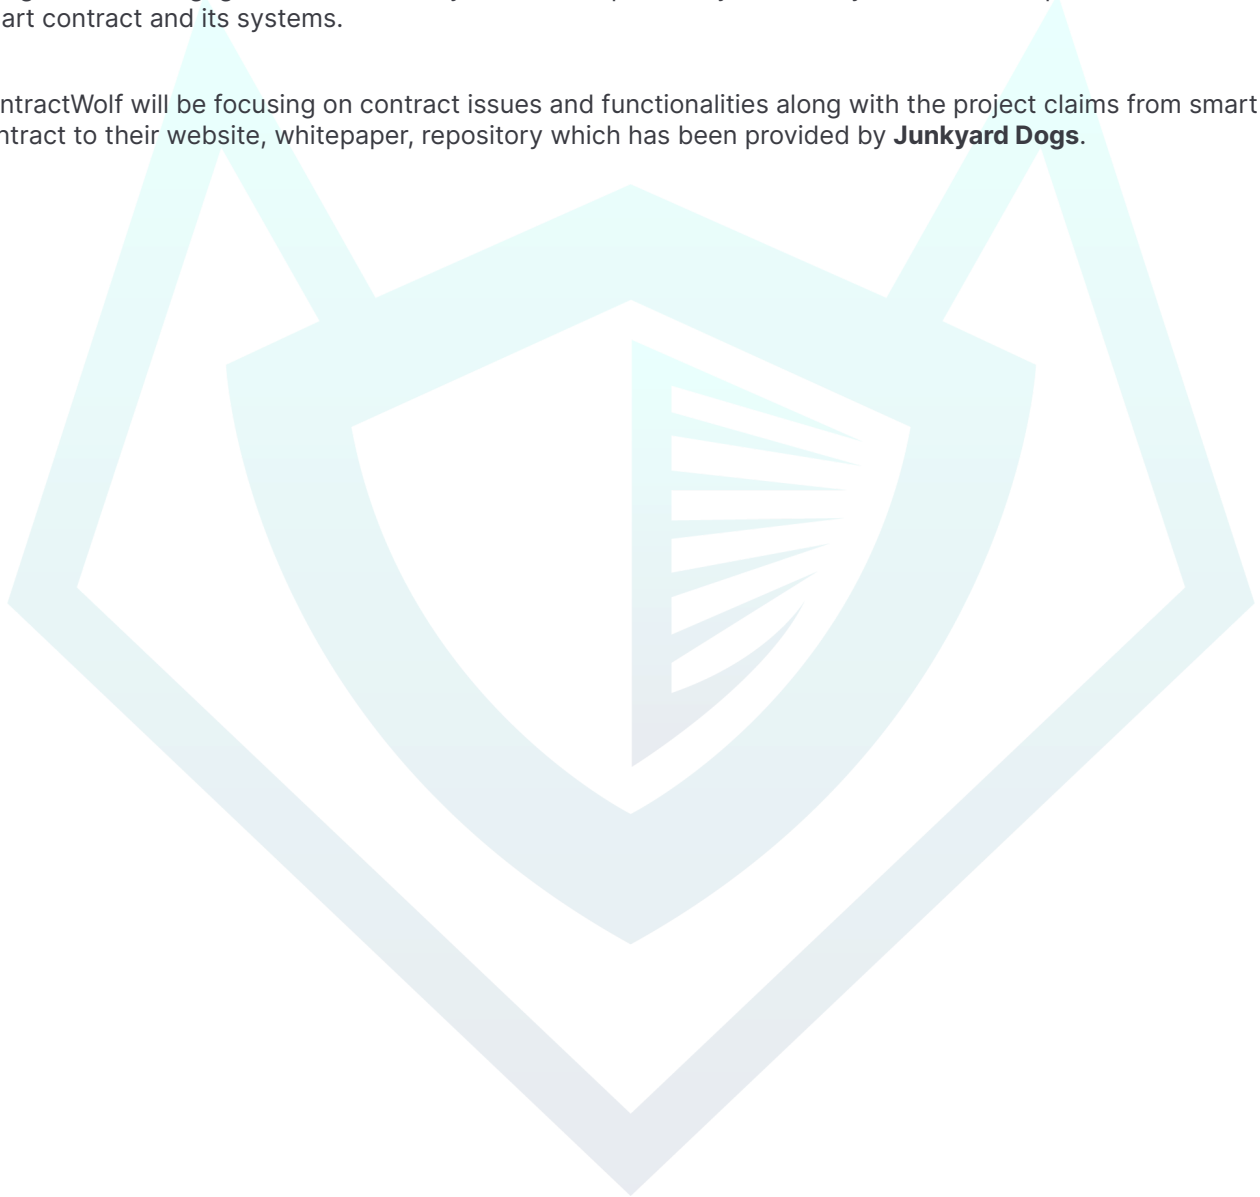 art contract and its systems.
ntractWolf will be focusing on contract issues and functionalities along with the project claims from smart
ntract to their website, whitepaper, repository which has been provided by Junkyard Dogs.